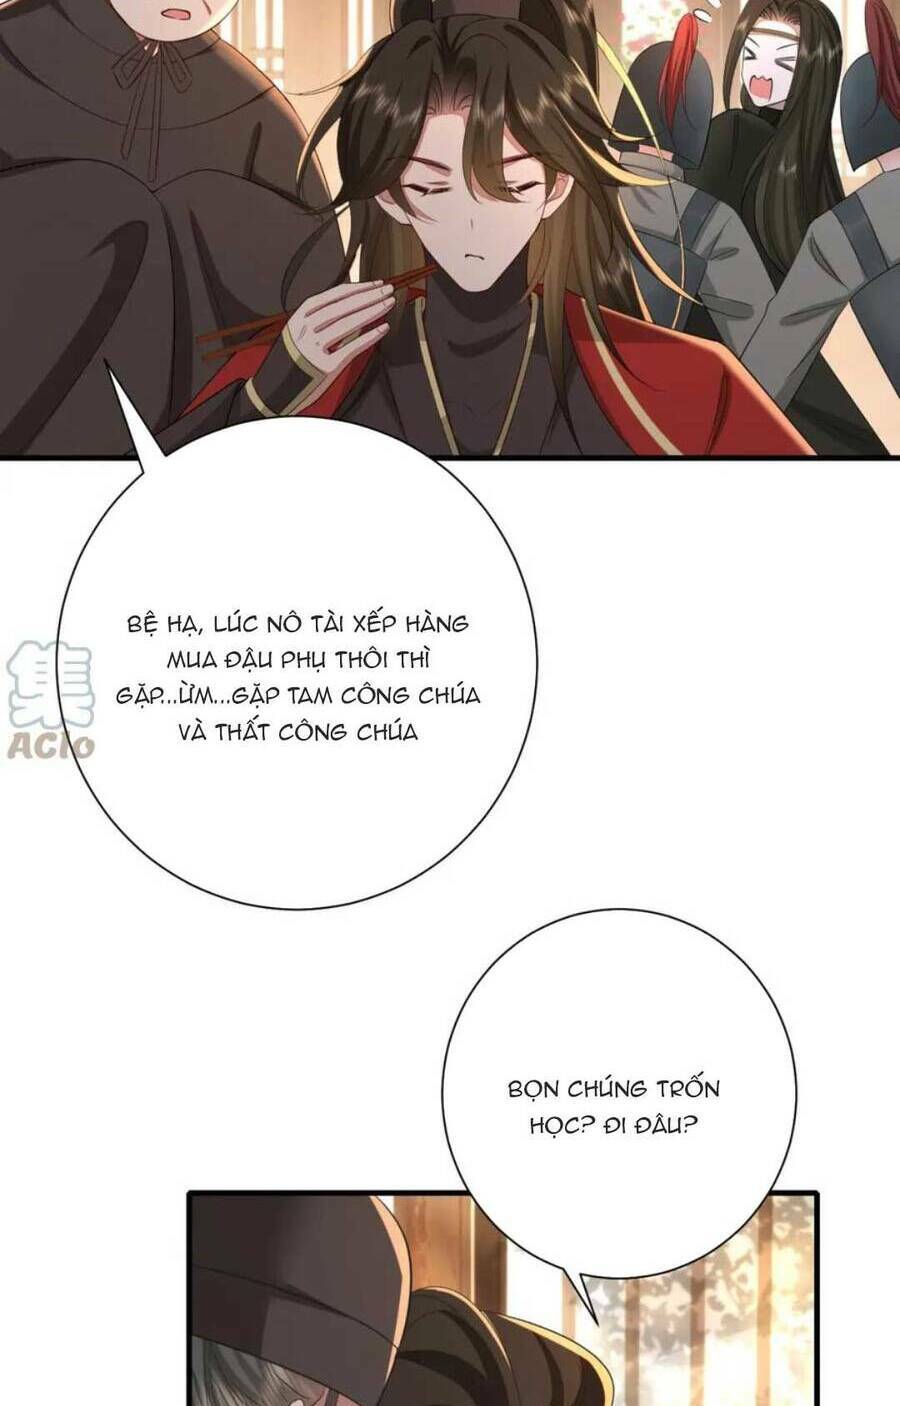 BỆ HẠ, LÚC NÔ TÀI XẾP HÀNG
MUA ĐẬU PHỤ THÔI THÌ
GẶP...ỪM...GẶP TAM CÔNG CHÚA
VÀ THẤT CÔNG CHÚA
集
ACIO
BỌN CHÚNG TRỐN
HỌC? ĐI ĐÂU?